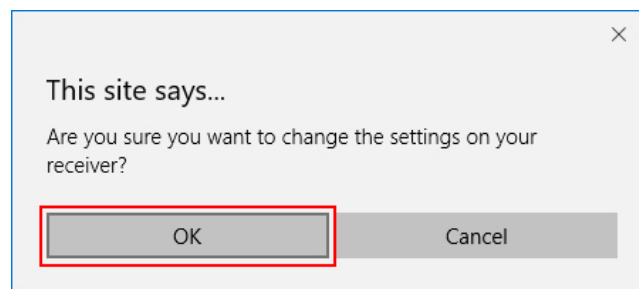 This site says...
Are you sure you want to change the settings on your
receiver?
OK
Cancel